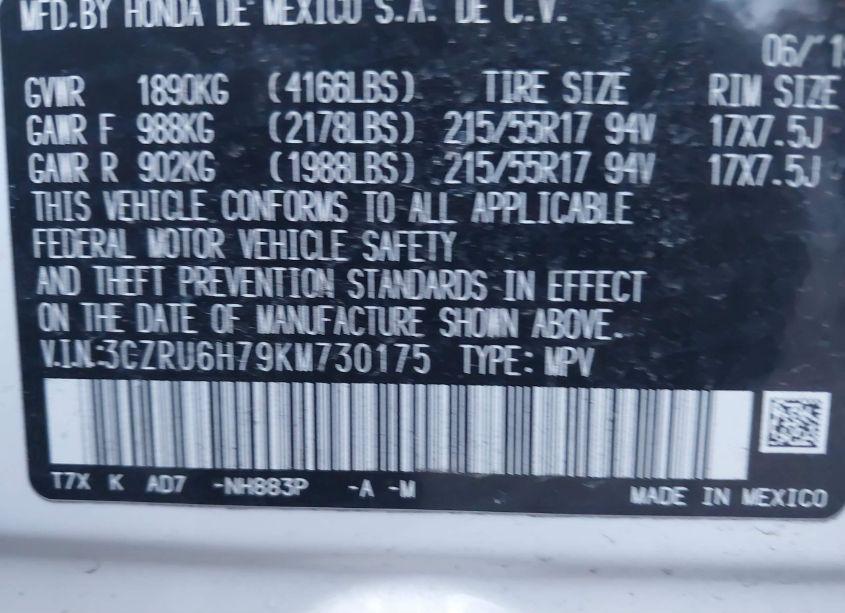 MFD.BY HONDA DE MEXICO S.A. DE C.V.
06/
GVWR 1890KG (4166LBS) TIRE SIZE RIM SIZE
GAWR F 988KG (2178LBS) 215/55R17 94V 17X7.5J
GAWR R 902KG (1988LBS) 215/55R17 94V 17X7.5J
THIS VEHICLE CONFORMS TO ALL APPLICABLE
FEDERAL MOTOR VEHICLE SAFETY
AND THEFT PREVENTION STANDARDS IN EFFECT
ON THE DATE OF MANUFACTURE SHOWN ABOVE.
V.I.N:3CZRU6H79KM730175 TYPE: MPV
T7X K AD7 -NH883P -A -M MADE IN MEXICO